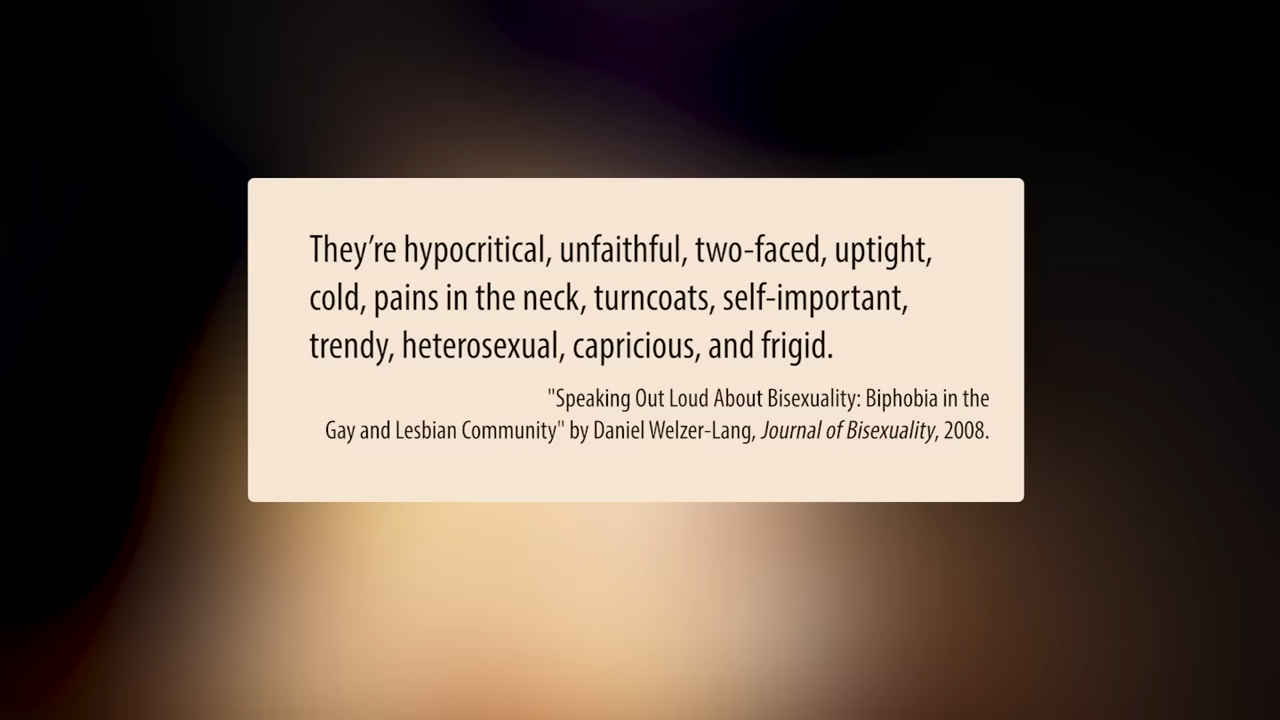 They’re hypocritical, unfaithful, two-faced, uptight,
cold, pains in the neck, turncoats, self-important,
trendy, heterosexual, capricious, and frigid.
"Speaking Out Loud About Bisexuality: Biphobia in the
Gay and Lesbian Community" by Daniel Welzer-Lang, Journal of Bisexuality, 2008.